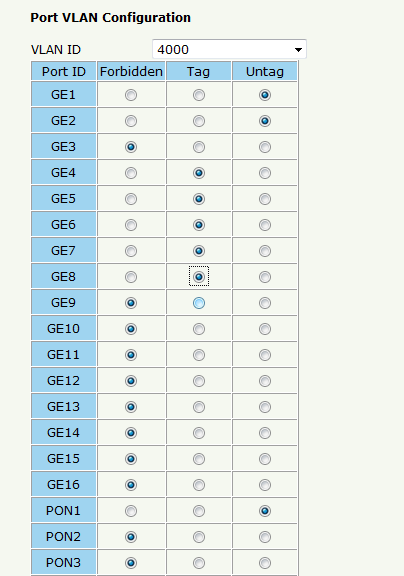 Port VLAN Configuration
VLAN ID 4000
Port ID Forbidden Tag Untag
GE1
GE2
GE3
GE4
GE5
GE6
GE7
GE8
GE9
GE10
GE11
GE12
GE13
GE14
GE15
GE16
PON1
PON2
PON3